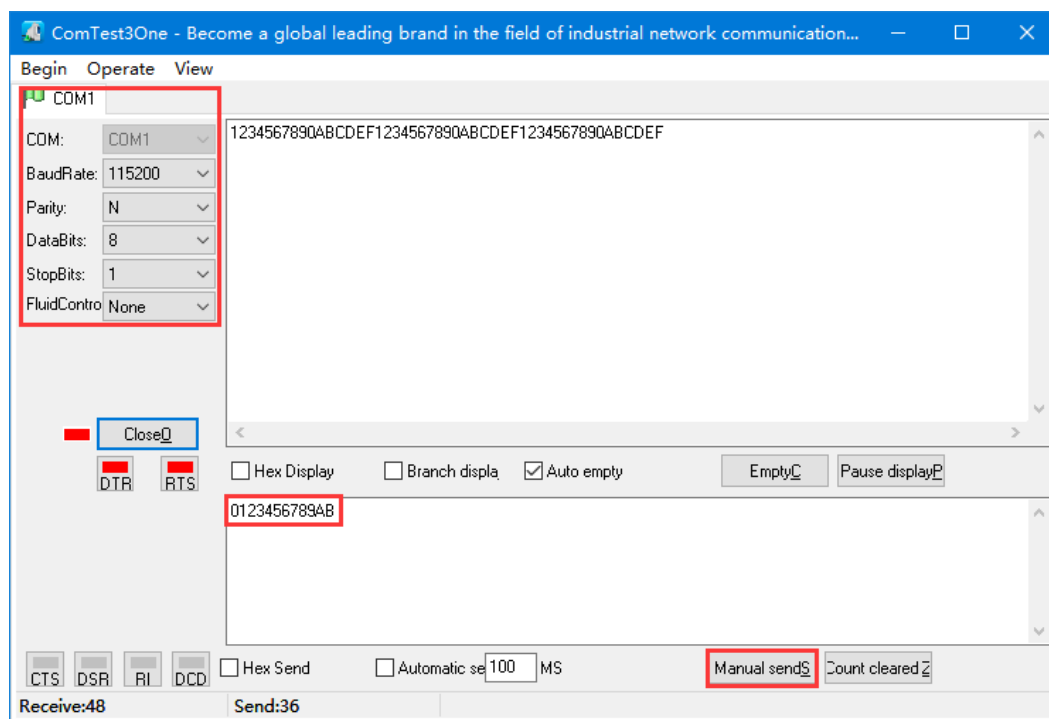 ComTest3One - Become a global leading brand in the field of industrial network communication...
Begin Operate View
COM1
COM: COM1
BaudRate: 115200
Parity: N
DataBits: 8
StopBits: 1
FluidContro None
1234567890ABCDEF1234567890ABCDEF1234567890ABCDEF
CloseO
DTR RTS
Hex Display Branch displa Auto empty EmptyC Pause displayP
0123456789AB
CTS DSR RI DCD Hex Send Automatic se 100 MS Manual sendS Count cleared Z
Receive:48 Send:36